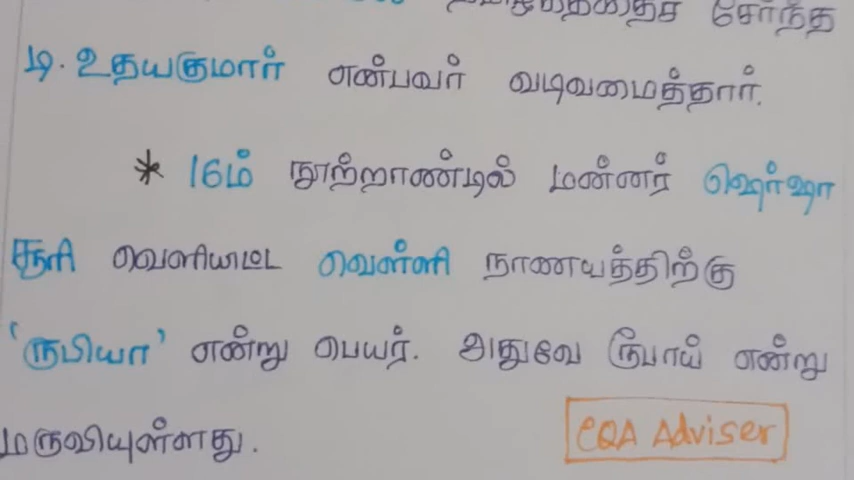 சேர்ந்த
டி. உதயகுமார் என்பவர் வடிவமைத்தார்.
* 16ம் நூற்றாண்டில் மன்னர் ஷெர்ஷா
சூரி வெளியிட்ட வெள்ளி நாணயத்திற்கு
'ரூபியா' என்று பெயர். அதுவே ரூபாய் என்று
மருவியுள்ளது.
CQA Adviser